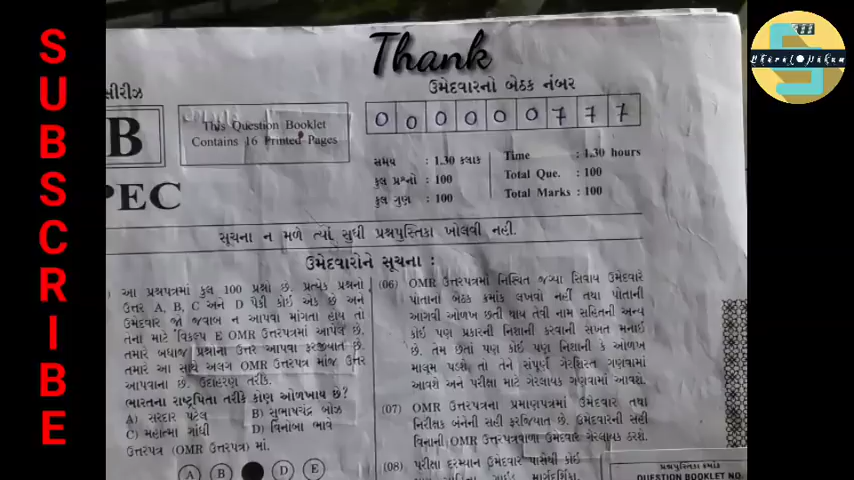 SUBSCRIBE
Thank
ઉમેદવારનો બેઠક નંબર
0 0 0 0 0 0 7 7 7
સીરીઝ
B
This Question Booklet
Contains 16 Printed Pages
PEC
સમય : 1.30 કલાક
કુલ પ્રશ્નો : 100
કુલ ગુણ : 100
Time : 1.30 hours
Total Que. : 100
Total Marks : 100
સૂચના ન મળે ત્યાં સુધી પ્રશ્નપુસ્તિકા ખોલવી નહી.
ઉમેદવારોને સૂચના :
આ પ્રશ્નપત્રમાં કુલ 100 પ્રશ્નો છે. પ્રત્યેક પ્રશ્નનો
ઉત્તર A, B, C અને D પૈકી કોઈ એક છે અને
ઉમેદવાર જો જવાબ ન આપવા માંગતા હોય તો
તેના માટે વિકલ્પ E OMR ઉત્તરપત્રમાં આપેલ છે.
તમારે બધાજ પ્રશ્નોના ઉત્તર આપવા ફરજીયાત છે.
તમારે આ સાથે અલગ OMR ઉત્તરપત્રમાં માંજ ઉત્તર
આપવાના છે. ઉદાહરણ તરીકે.
ભારતના રાષ્ટ્રપિતા તરીકે કોણ ઓળખાય છે?
A) સરદાર પટેલ B) સુભાષચંદ્ર બોઝ
C) મહાત્મા ગાંધી D) વિનોબા ભાવે
ઉત્તરપત્ર (OMR ઉત્તરપત્ર) માં.
A B D E
(06) OMR ઉત્તરપત્રમાં નિશ્ચિત જગ્યા સિવાય ઉમેદવારે
પોતાનો બેઠક ક્રમાંક લખવો નહીં તથા પોતાની
આગવી ઓળખ છતી થાય તેવી નામ સહિતની અન્ય
કોઈ પણ પ્રકારની નિશાની કરવાની સખત મનાઈ
છે. તેમ છતાં પણ કોઈ પણ નિશાની કે ઓળખ
માલૂમ પડશે તો તેને સંપૂર્ણ ગેરશિસ્ત ગણવામાં
આવશે અને પરીક્ષા માટે ગેરલાયક ગણવામાં આવશે.
(07) OMR ઉત્તરપત્રના પ્રમાણપત્રમાં ઉમેદવાર તથા
નિરીક્ષક બંનેની સહી ફરજિયાત છે. ઉમેદવારની સહી
વિનાની (OMR ઉત્તરપત્રવાળા ઉમેદવાર ગેરલાયક ઠરશે.
(08) પરીક્ષા દરમ્યાન ઉમેદવાર પાસેથી કોઈ
પ્રશ્નપુસ્તિકા ક્રમાંક
QUESTION BOOKLET NO.